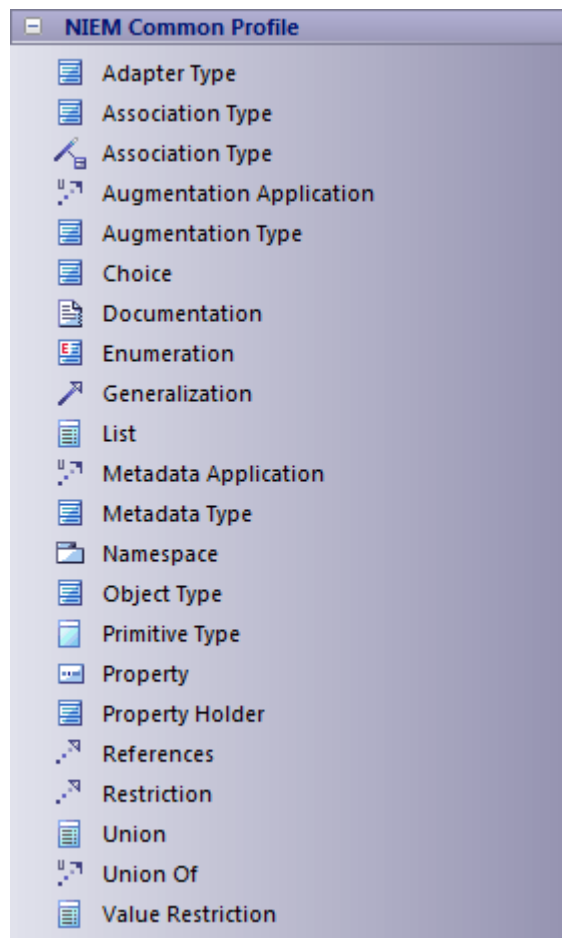 NIEM Common Profile
Adapter Type
Association Type
Association Type
Augmentation Application
Augmentation Type
Choice
Documentation
Enumeration
Generalization
List
Metadata Application
Metadata Type
Namespace
Object Type
Primitive Type
Property
Property Holder
References
Restriction
Union
Union Of
Value Restriction